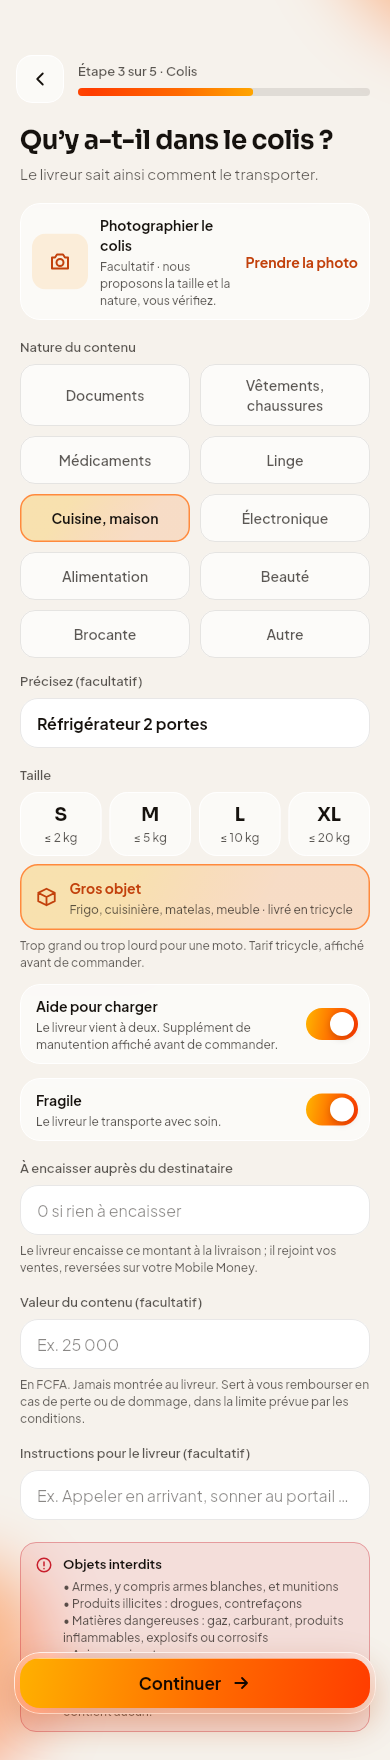 Étape 3 sur 5 · Colis
Qu’y a-t-il dans le colis ?
Le livreur sait ainsi comment le transporter.
Photographier le
colis
Facultatif · nous
proposons la taille et la
nature, vous vérifiez.
Prendre la photo
Nature du contenu
Documents
Vêtements,
chaussures
Médicaments
Linge
Cuisine, maison
Électronique
Alimentation
Beauté
Brocante
Autre
Précisez (facultatif)
Réfrigérateur 2 portes
Taille
S
≤ 2 kg
M
≤ 5 kg
L
≤ 10 kg
XL
≤ 20 kg
Gros objet
Frigo, cuisinière, matelas, meuble · livré en tricycle
Trop grand ou trop lourd pour une moto. Tarif tricycle, affiché
avant de commander.
Aide pour charger
Le livreur vient à deux. Supplément de
manutention affiché avant de commander.
Fragile
Le livreur le transporte avec soin.
À encaisser auprès du destinataire
0 si rien à encaisser
Le livreur encaisse ce montant à la livraison ; il rejoint vos
ventes, reversées sur votre Mobile Money.
Valeur du contenu (facultatif)
Ex. 25 000
En FCFA. Jamais montrée au livreur. Sert à vous rembourser en
cas de perte ou de dommage, dans la limite prévue par les
conditions.
Instructions pour le livreur (facultatif)
Ex. Appeler en arrivant, sonner au portail ...
Objets interdits
• Armes, y compris armes blanches, et munitions
• Produits illicites : drogues, contrefaçons
• Matières dangereuses : gaz, carburant, produits
inflammables, explosifs ou corrosifs
Continuer